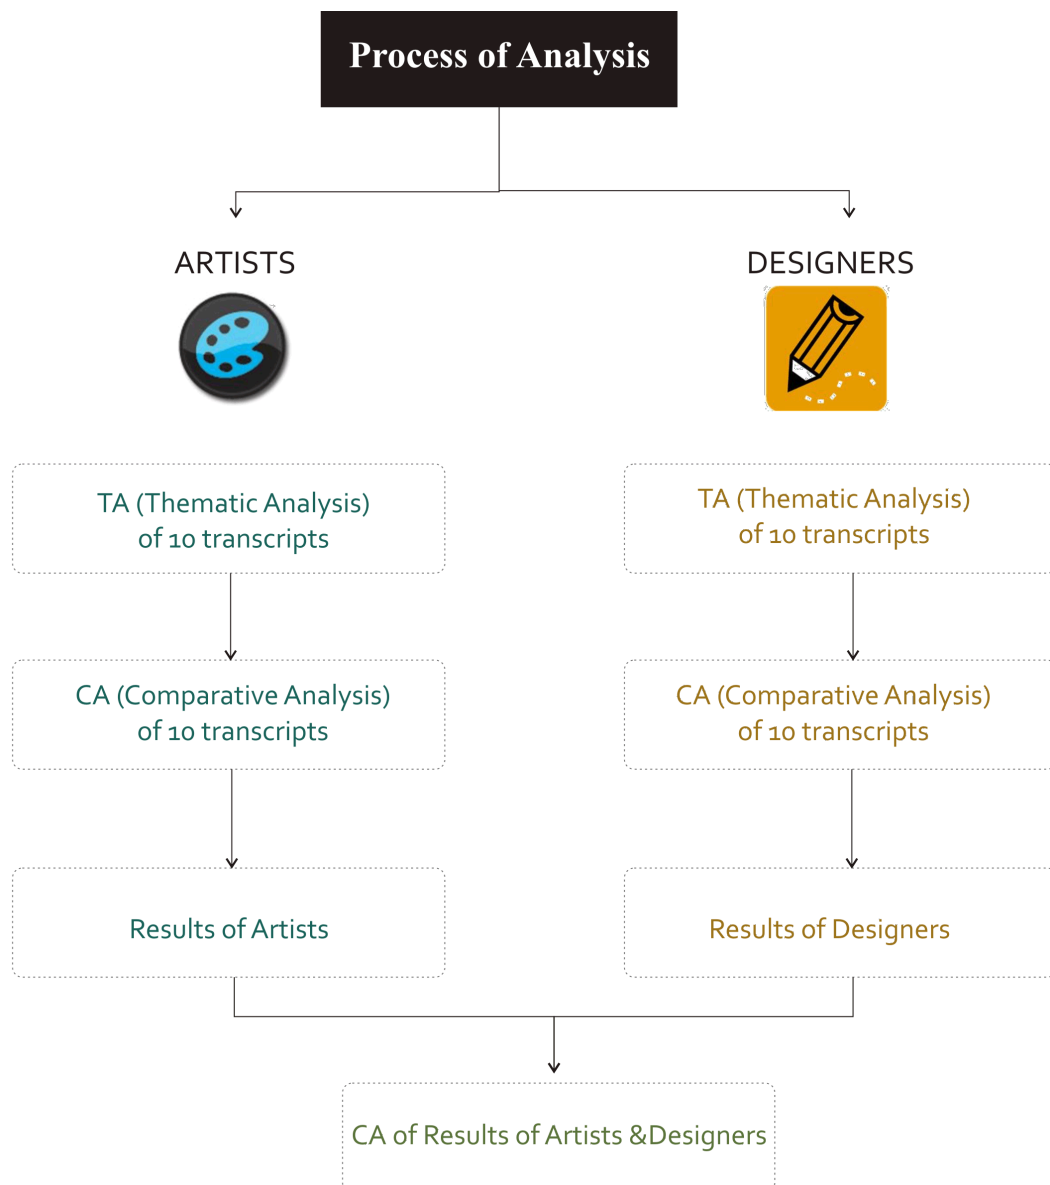 Process of Analysis
ARTISTS
DESIGNERS
TA (Thematic Analysis)
of 10 transcripts
TA (Thematic Analysis)
of 10 transcripts
CA (Comparative Analysis)
of 10 transcripts
CA (Comparative Analysis)
of 10 transcripts
Results of Artists
Results of Designers
CA of Results of Artists &Designers